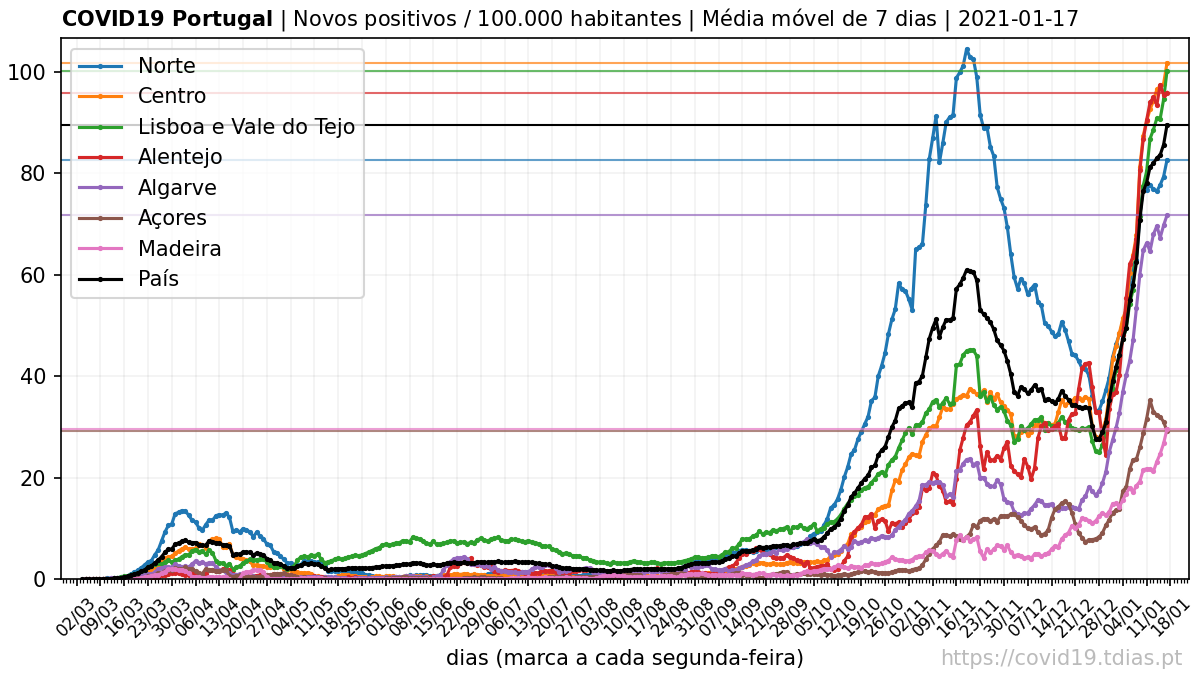 COVID19 Portugal | Novos positivos / 100.000 habitantes | Média móvel de 7 dias | 2021-01-17
100
80
60
40
20
0
Norte
Centro
Lisboa e Vale do Tejo
Alentejo
Algarve
Açores
Madeira
País
02/03 09/03 16/03 23/03 30/03 06/04 13/04 20/04 27/04 04/05 11/05 18/05 25/05 01/06 08/06 15/06 22/06 29/06 06/07 13/07 20/07 27/07 03/08 10/08 17/08 24/08 31/08 07/09 14/09 21/09 28/09 05/10 12/10 19/10 26/10 02/11 09/11 16/11 23/11 30/11 07/12 14/12 21/12 28/12 04/01 11/01 18/01
dias (marca a cada segunda-feira)
https://covid19.tdias.pt